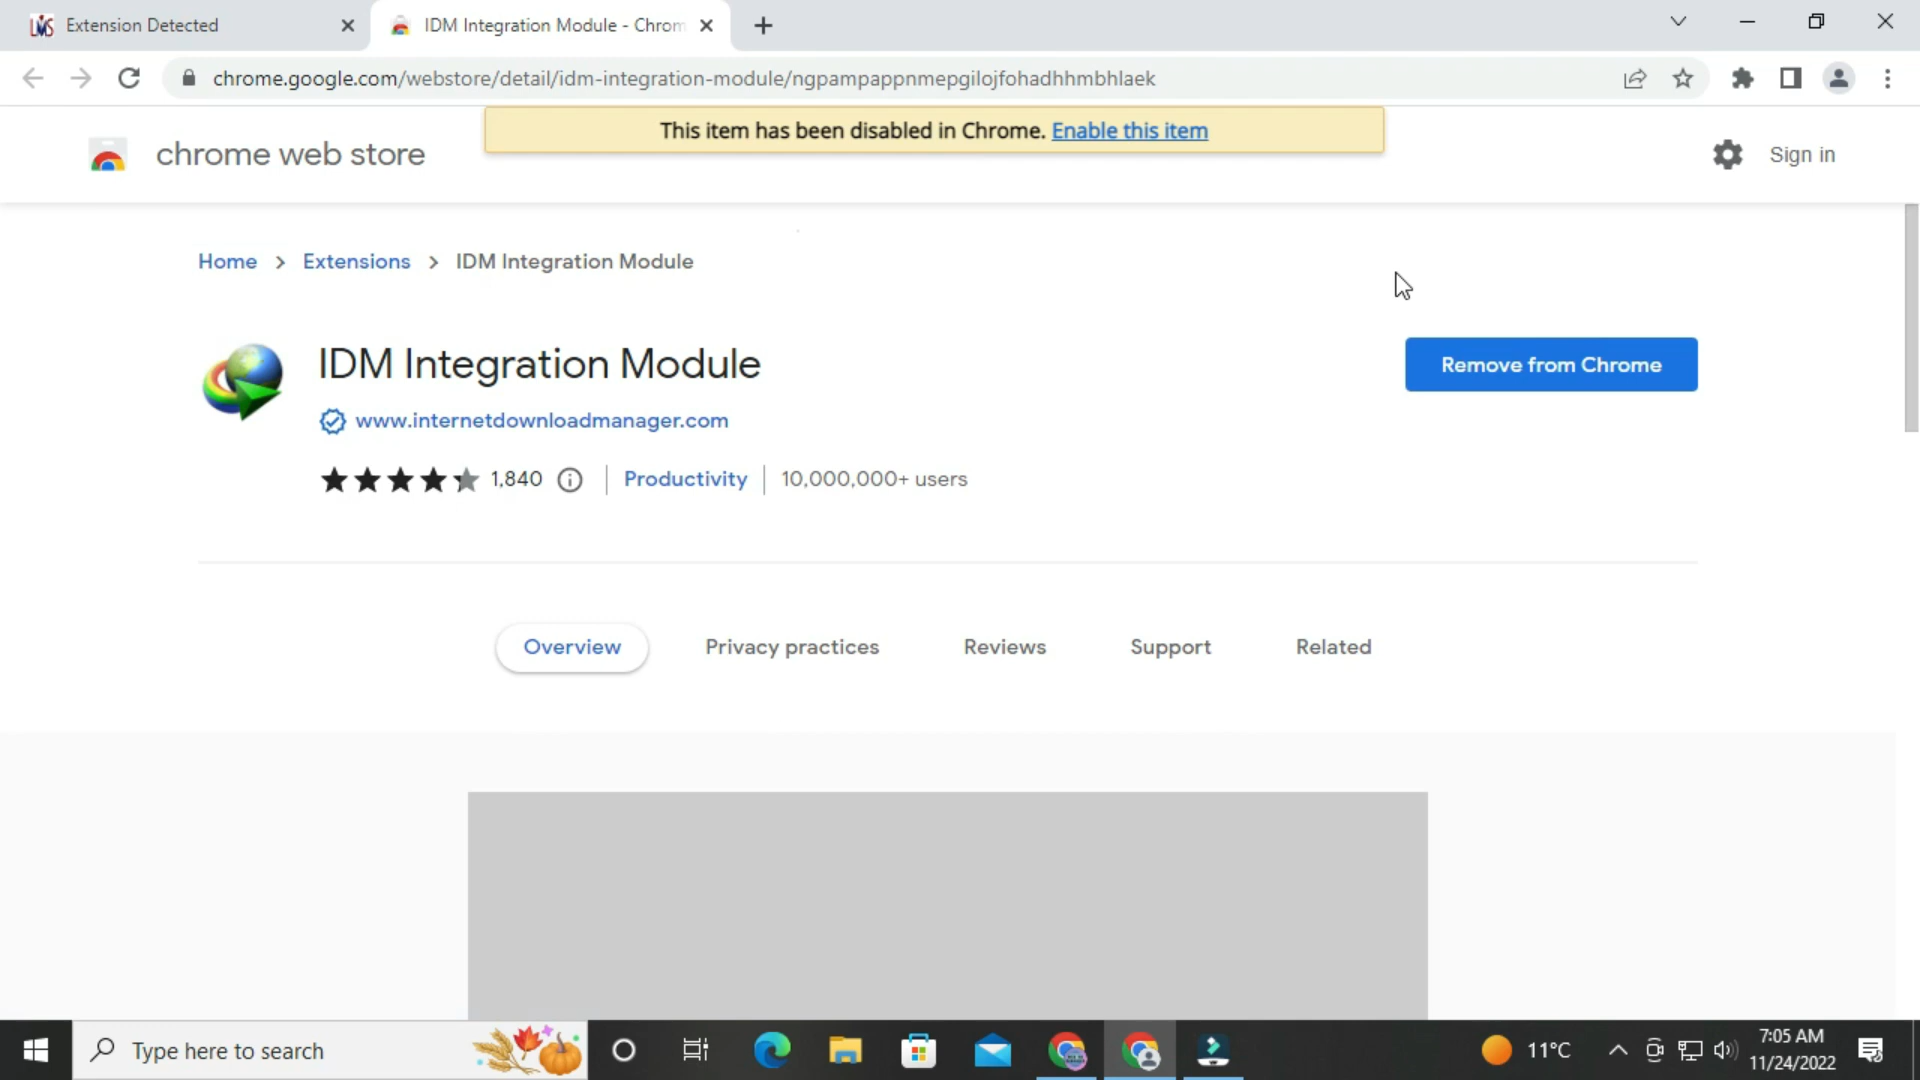 Extension Detected
IDM Integration Module - Chrom
chrome.google.com/webstore/detail/idm-integration-module/ngpampappnmepgilojfohadhhmbhlaek
This item has been disabled in Chrome. Enable this item
chrome web store
Sign in
Home > Extensions > IDM Integration Module
IDM Integration Module
Remove from Chrome
www.internetdownloadmanager.com
1,840 Productivity 10,000,000+ users
Overview Privacy practices Reviews Support Related
Type here to search
11°C
7:05 AM
11/24/2022